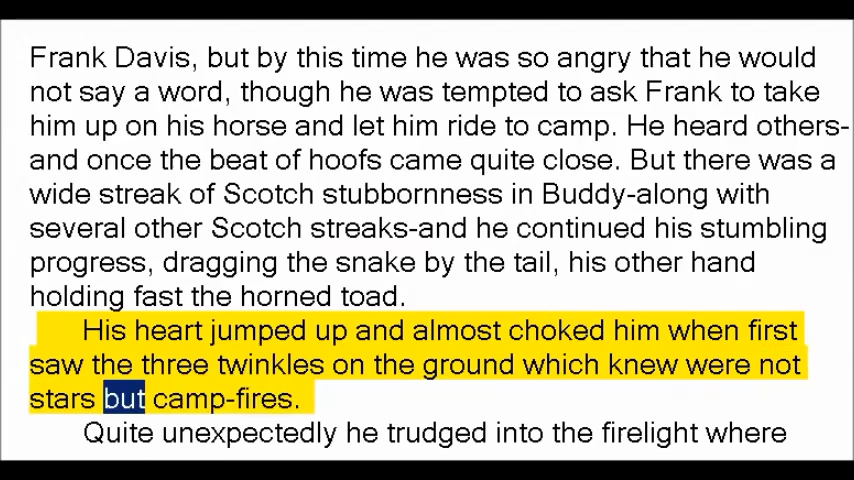 Frank Davis, but by this time he was so angry that he would
not say a word, though he was tempted to ask Frank to take
him up on his horse and let him ride to camp. He heard others-
and once the beat of hoofs came quite close. But there was a
wide streak of Scotch stubbornness in Buddy-along with
several other Scotch streaks-and he continued his stumbling
progress, dragging the snake by the tail, his other hand
holding fast the horned toad.
His heart jumped up and almost choked him when first
saw the three twinkles on the ground which knew were not
stars but camp-fires.
Quite unexpectedly he trudged into the firelight where